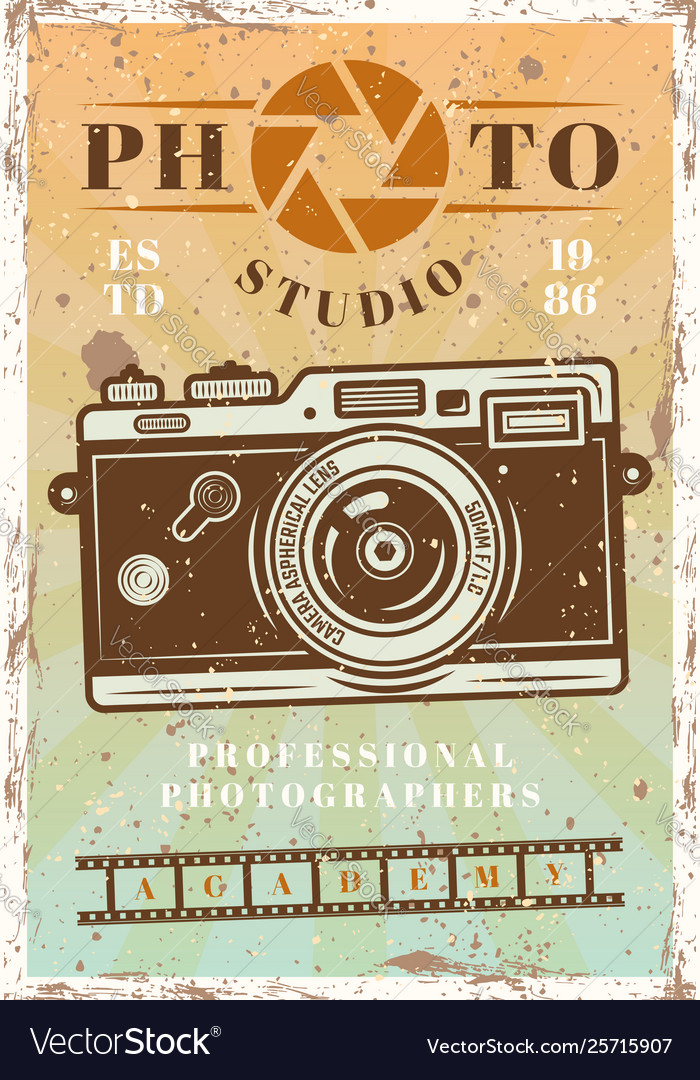 PH TO
STUDIO
ES
TD
19
86
CAMERA ASPHERICAL LENS
50MM F/1.C
PROFESSIONAL
PHOTOGRAPHERS
ACADEMY
VectorStock®
VectorStock.com/25715907